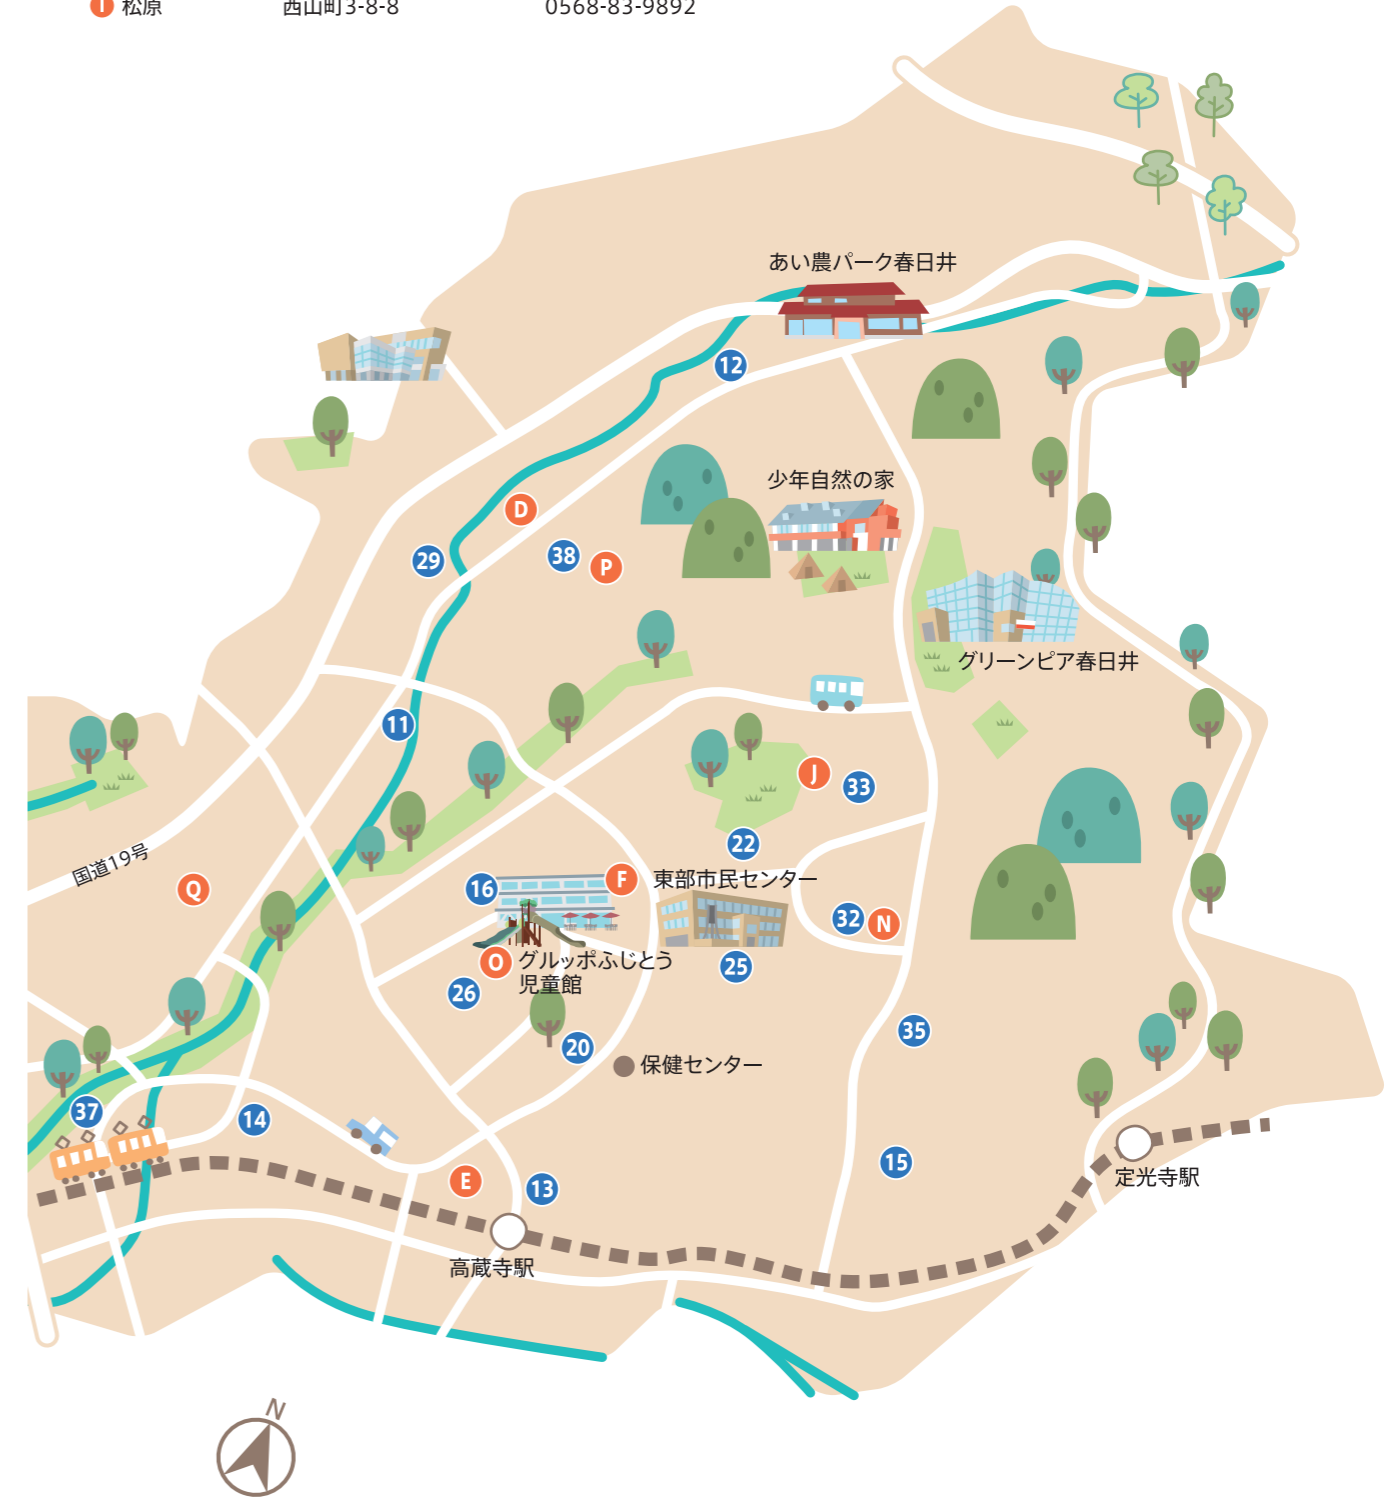 I 松原 西山町3-8-8 0568-83-9892
あい農パーク春日井
12
少年自然の家
D
29
38
P
グリーンピア春日井
11
J
33
22
国道19号
Q
16
F
東部市民センター
32
N
O
グルッポふじとう
児童館
25
26
35
20
保健センター
37
14
15
定光寺駅
E
13
高蔵寺駅
N